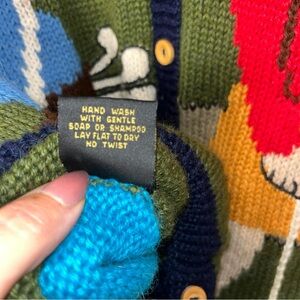 HAND WASH
WITH GENTLE
SOAP OR SHAMPOO
LAY FLAT TO DRY
NO TWIST